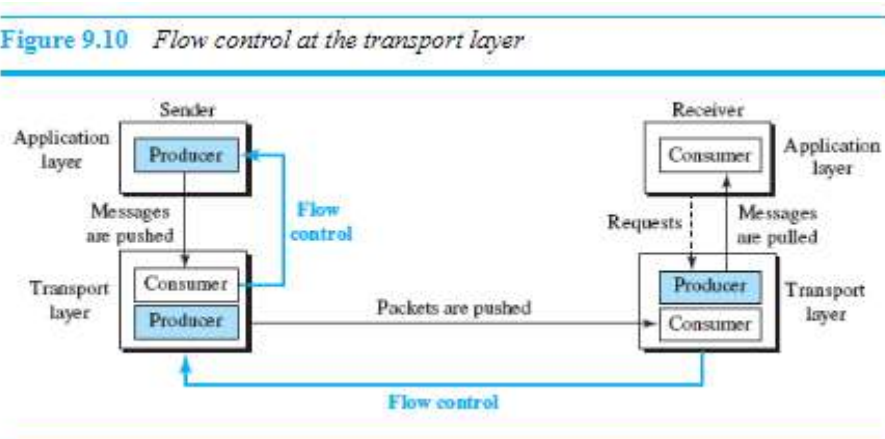 Figure 9.10 Flow control at the transport layer
Sender
Receiver
Application
layer
Producer
Consumer
Application
layer
Messages
are pushed
Flow
control
Requests
Messages
are pulled
Transport
layer
Consumer
Producer
Packets are pushed
Producer
Consumer
Transport
layer
Flow control